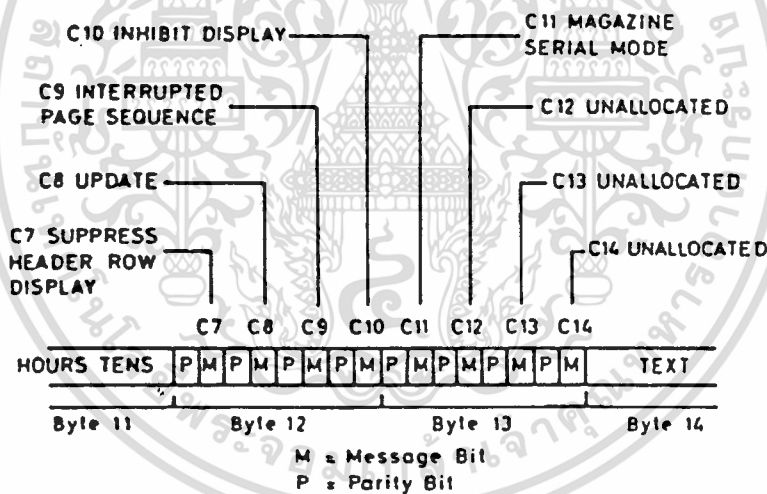 C10 INHIBIT DISPLAY
C11 MAGAZINE
SERIAL MODE
C9 INTERRUPTED
PAGE SEQUENCE
C12 UNALLOCATED
C8 UPDATE
C13 UNALLOCATED
C7 SUPPRESS
HEADER ROW
DISPLAY
C14 UNALLOCATED
C7 C8 C9 C10 C11 C12 C13 C14
HOURS TENS P M P M P M P M P M P M P M P M TEXT
Byte 11 Byte 12 Byte 13 Byte 14
M = Message Bit
P = Parity Bit